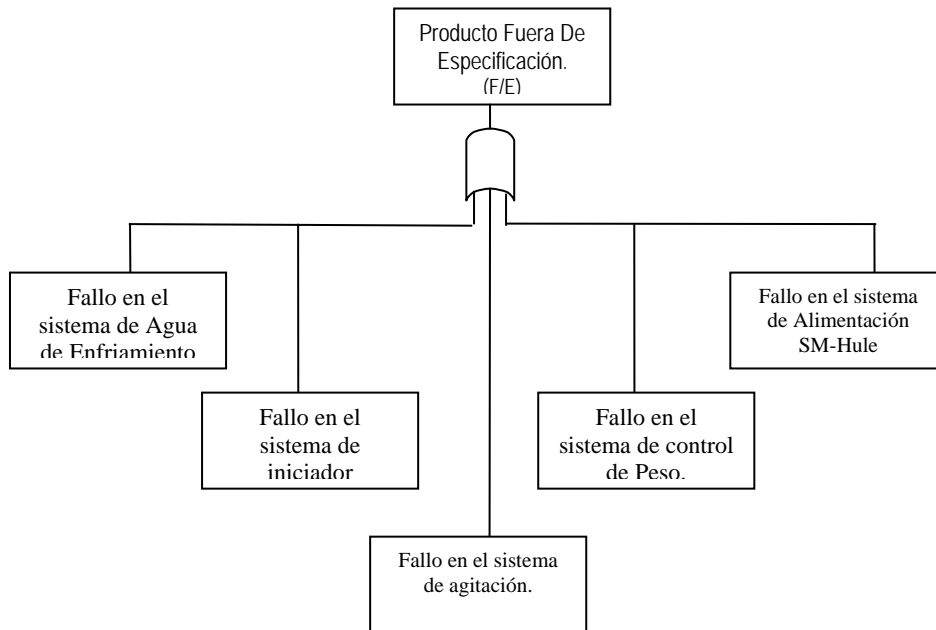 Producto Fuera De
Especificación.
(F/E)
Fallo en el
sistema de Agua
de Enfriamiento
Fallo en el sistema
de Alimentación
SM-Hule
Fallo en el
sistema de
iniciador
Fallo en el
sistema de control
de Peso.
Fallo en el sistema
de agitación.